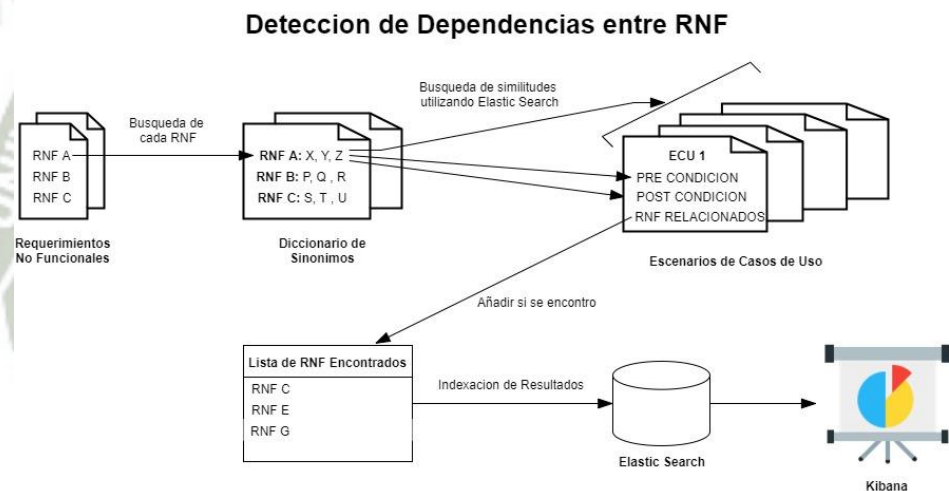 Deteccion de Dependencias entre RNF
Busqueda de similitudes
utilizando Elastic Search
Busqueda de
cada RNF
RNF A
RNF B
RNF C
Requerimientos
No Funcionales
RNF A: X, Y, Z
RNF B: P, Q , R
RNF C: S, T , U
Diccionario de
Sinonimos
ECU 1
PRE CONDICION
POST CONDICION
RNF RELACIONADOS
Escenarios de Casos de Uso
Añadir si se encontro
Lista de RNF Encontrados
RNF C
RNF E
RNF G
Indexacion de Resultados
Elastic Search
Kibana